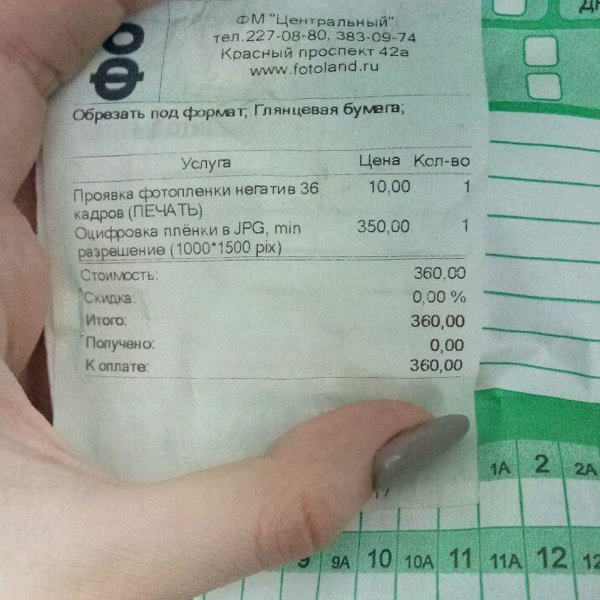 ФМ "Центральный"
тел.227-08-80, 383-09-74
Красный проспект 42а
www.fotoland.ru
Обрезать под формат; Глянцевая бумага;
Услуга Цена Кол-во
Проявка фотопленки негатив 36 10,00 1
кадров (ПЕЧАТЬ)
Оцифровка плёнки в JPG, min 350,00 1
разрешение (1000*1500 pix)
Стоимость: 360,00
Скидка: 0,00 %
Итого: 360,00
Получено: 0,00
К оплате: 360,00
1A 2 2A
17
9 9A 10 10A 11 11A 12